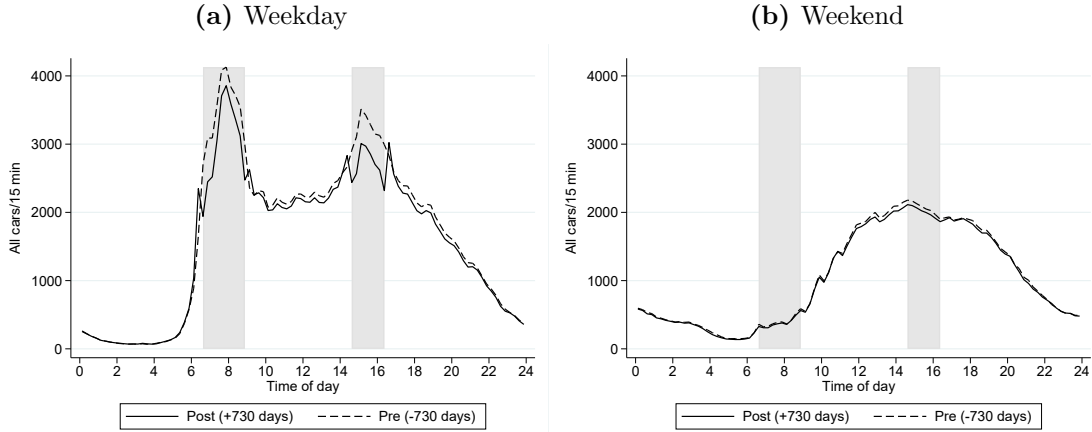 (a) Weekday
4000
3000
2000
1000
0
All cars/15 min
0 2 4 6 8 10 12 14 16 18 20 22 24
Time of day
Post (+730 days) Pre (-730 days)
(b) Weekend
4000
3000
2000
1000
0
All cars/15 min
0 2 4 6 8 10 12 14 16 18 20 22 24
Time of day
Post (+730 days) Pre (-730 days)